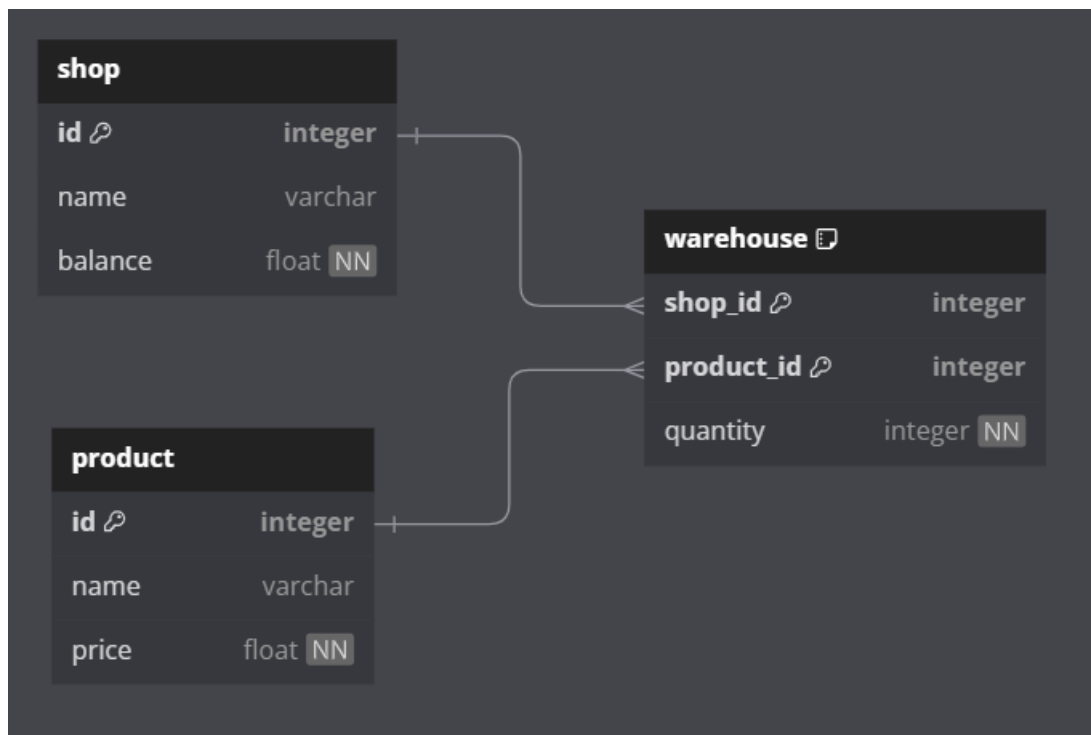 shop
id integer
name varchar
balance float NN
warehouse
shop_id integer
product_id integer
quantity integer NN
product
id integer
name varchar
price float NN